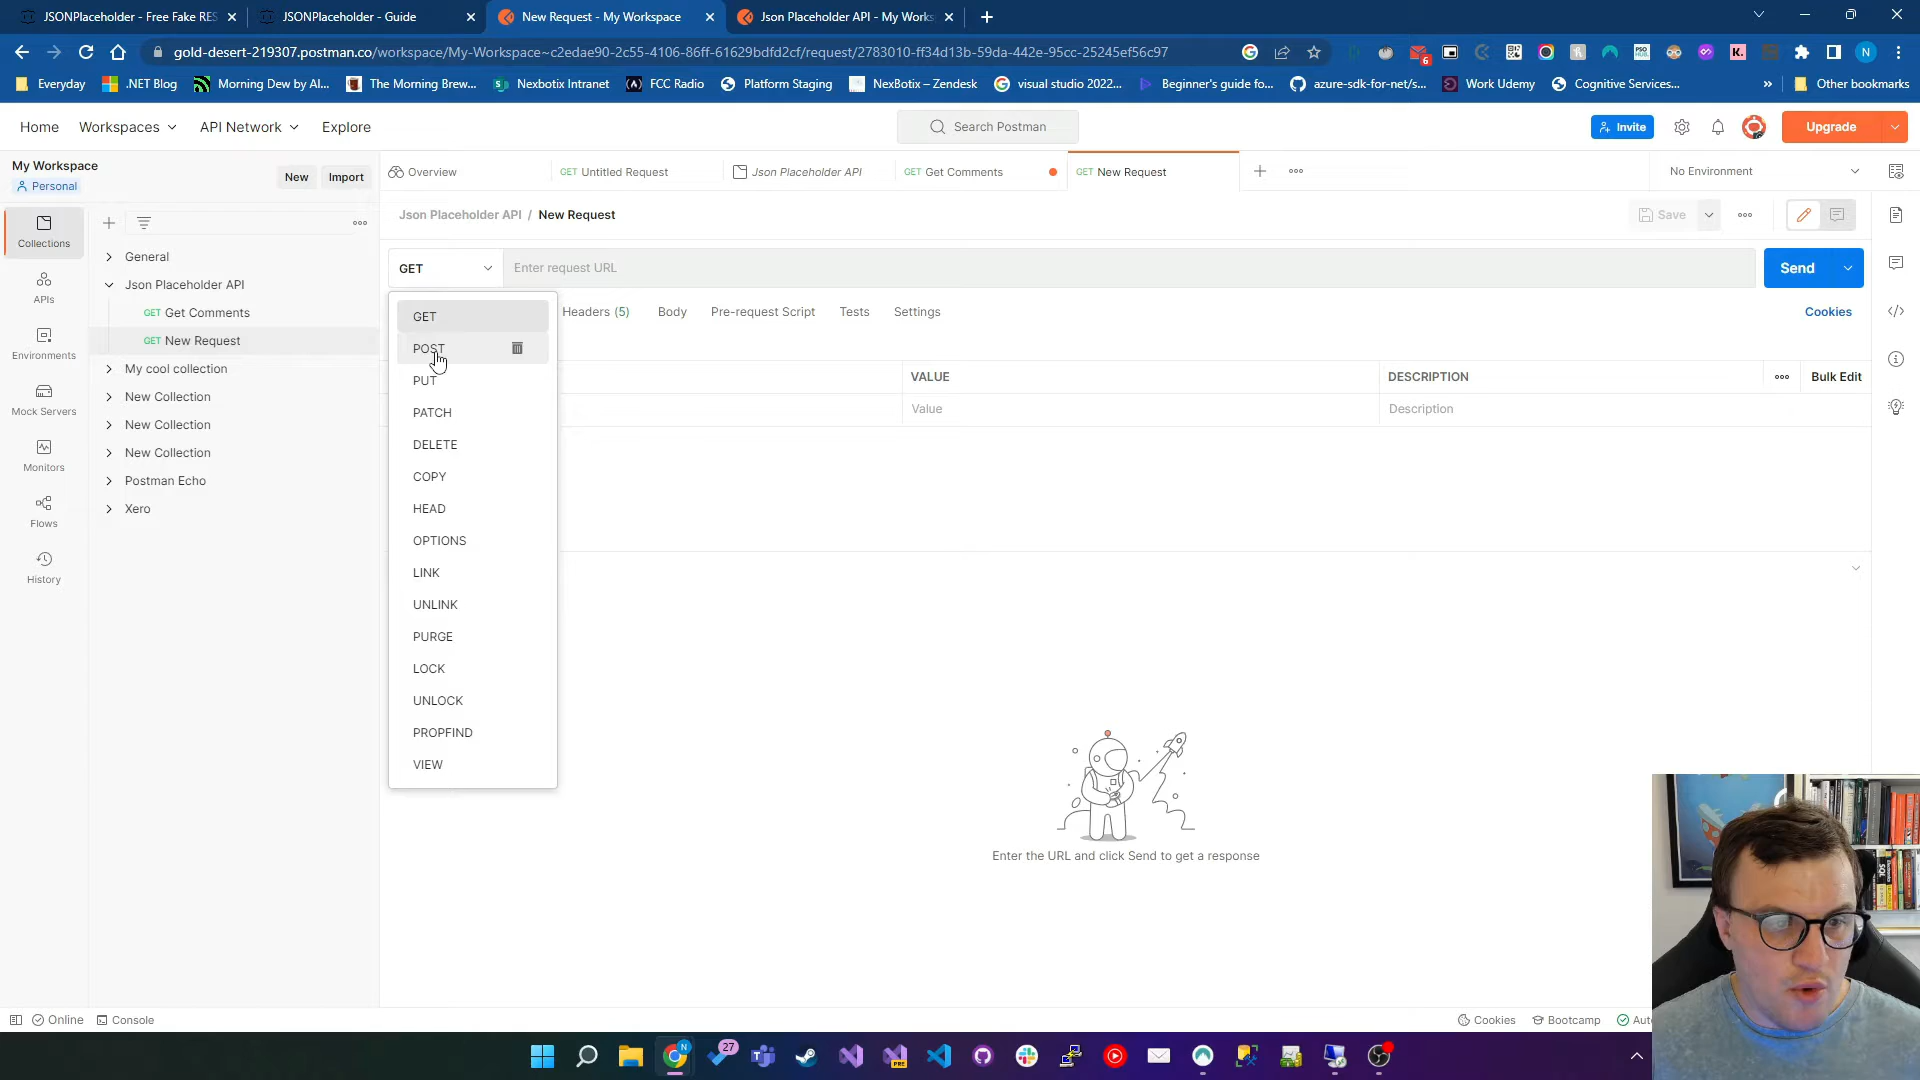 JSONPlaceholder - Free Fake RES
JSONPlaceholder - Guide
New Request - My Workspace
Json Placeholder API - My Works
gold-desert-219307.postman.co/workspace/My-Workspace~c2edae90-2c55-4106-86ff-61629bdfd2cf/request/2783010-ff34d13b-59da-442e-95cc-25245ef56c97
6
N
Everyday
.NET Blog
Morning Dew by Al...
The Morning Brew...
Nexbotix Intranet
FCC Radio
Platform Staging
NexBotix – Zendesk
visual studio 2022...
Beginner's guide fo...
azure-sdk-for-net/s...
Work Udemy
Cognitive Services...
»
Other bookmarks
Home
Workspaces
API Network
Explore
Search Postman
Invite
Upgrade
My Workspace
Personal
New
Import
Overview
GET Untitled Request
Json Placeholder API
GET Get Comments
GET New Request
No Environment
Json Placeholder API / New Request
Save
Collections
APIs
Environments
Mock Servers
Monitors
Flows
History
General
Json Placeholder API
GET Get Comments
GET New Request
My cool collection
New Collection
New Collection
New Collection
Postman Echo
Xero
GET
Enter request URL
Send
Headers (5)
Body
Pre-request Script
Tests
Settings
Cookies
VALUE
DESCRIPTION
Bulk Edit
Value
Description
GET
POST
PUT
PATCH
DELETE
COPY
HEAD
OPTIONS
LINK
UNLINK
PURGE
LOCK
UNLOCK
PROPFIND
VIEW
Enter the URL and click Send to get a response
Online
Console
Cookies
Bootcamp
Aut
27
N